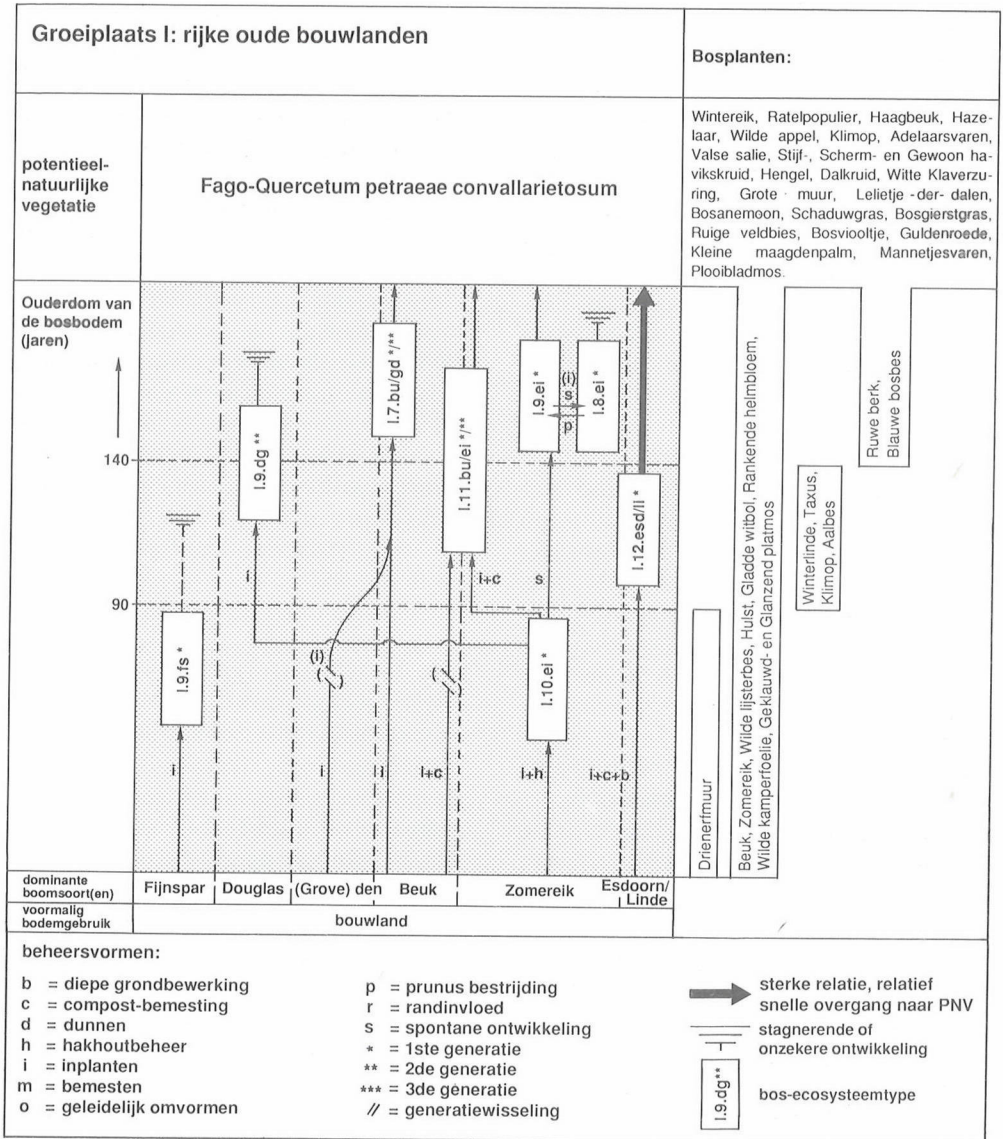 Groeiplaats I: rijke oude bouwlanden
Bosplanten:
potentieel-
natuurlijke
vegetatie
Fago-Quercetum petraeae convallarietosum
Wintereik, Ratelpopulier, Haagbeuk, Haze-
laar, Wilde appel, Klimop, Adelaarsvaren,
Valse salie, Stijf-, Scherm- en Gewoon ha-
vikskruid, Hengel, Dalkruid, Witte Klaverzu-
ring, Grote muur, Lelietje-der-dalen,
Bosanemoon, Schaduwgras, Bosgierstgras,
Ruige veldbies, Bosviooltje, Guldenroede,
Kleine maagdenpalm, Mannetjesvaren,
Plooibladmos.
Ouderdom van
de bosbodem
(jaren)
140
90
I.9.fs *
i
I.9.dg **
i
(i)
i
I.7.bu/gd */**
i
I.11.bu/ei */**
i+c
i+c
I.9.ei *
(i)
s
p
I.8.ei *
s
I.10.ei *
i+h
I.12.esd/li *
i+c+b
Drienerfmuur
Beuk, Zomereik, Wilde lijsterbes, Hulst, Gladde witbol, Rankende helmbloem,
Wilde kamperfoelie, Geklauwd- en Glanzend platmos
Winterlinde, Taxus,
Klimop, Aalbes
Ruwe berk,
Blauwe bosbes
dominante
boomsoort(en)
Fijnspar
Douglas
(Grove) den
Beuk
Zomereik
Esdoorn/
Linde
voormalig
bodemgebruik
bouwland
beheersvormen:
b = diepe grondbewerking
c = compost-bemesting
d = dunnen
h = hakhoutbeheer
i = inplanten
m = bemesten
o = geleidelijk omvormen
p = prunus bestrijding
r = randinvloed
s = spontane ontwikkeling
* = 1ste generatie
** = 2de generatie
*** = 3de generatie
// = generatiewisseling
sterke relatie, relatief
snelle overgang naar PNV
stagnerende of
onzekere ontwikkeling
I.9.dg**
bos-ecosysteemtype